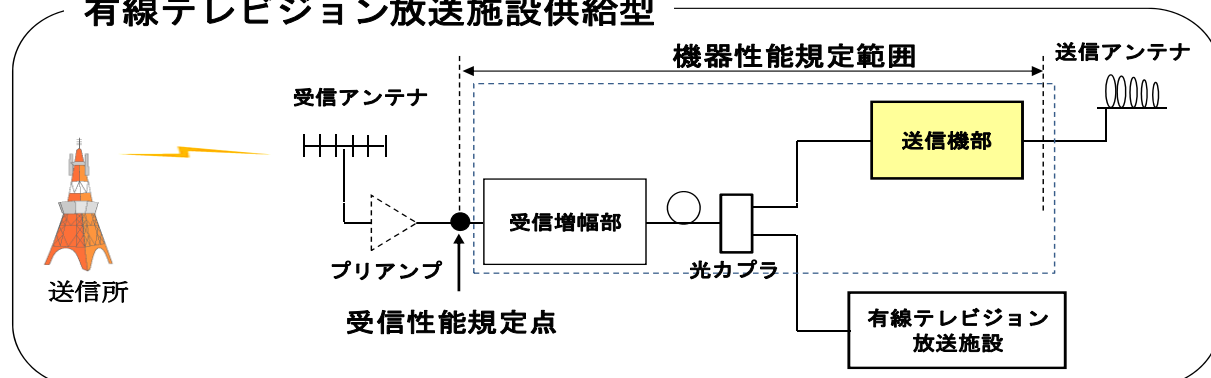 有線テレビジョン放送施設供給型
機器性能規定範囲
送信アンテナ
受信アンテナ
送信機部
受信増幅部
プリアンプ
光カプラ
送信所
受信性能規定点
有線テレビジョン
放送施設